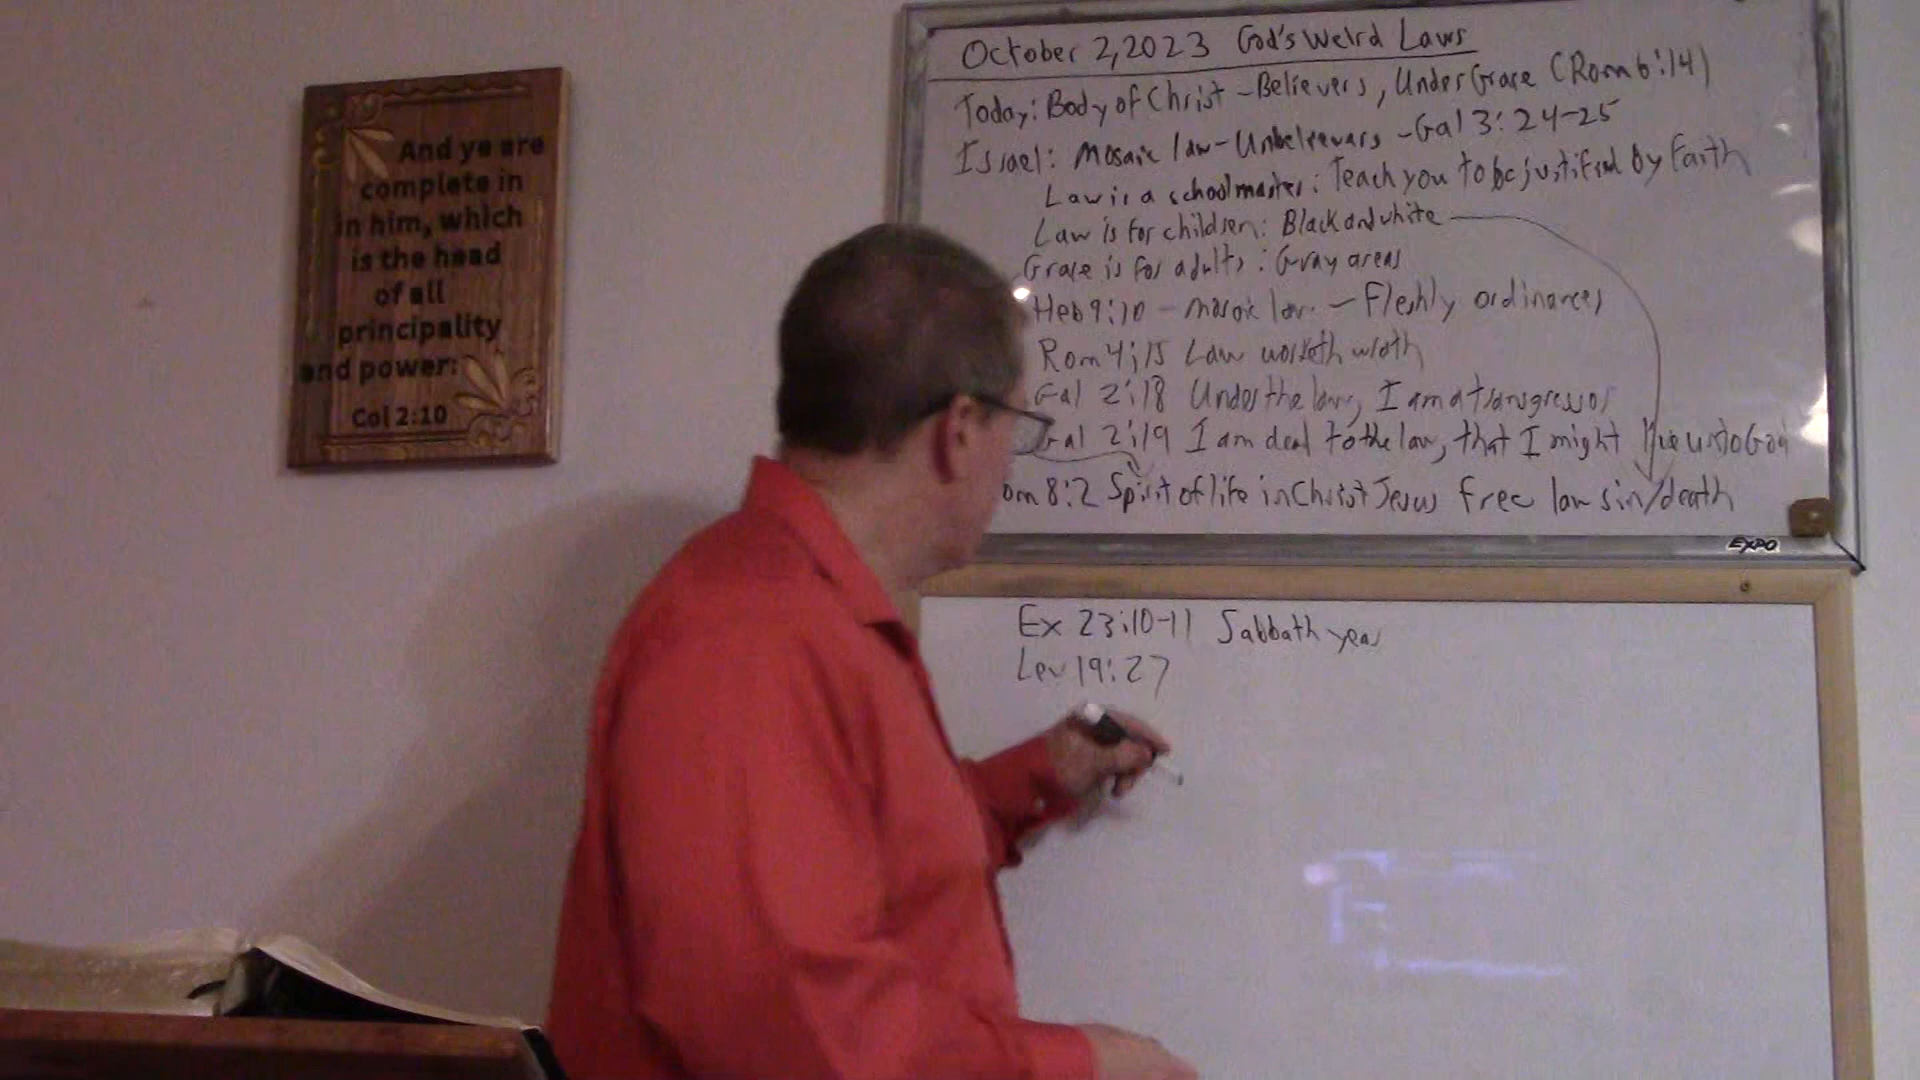 And ye are
complete in
in him, which
is the head
of all
principality
and power:
Col 2:10
October 2, 2023 God's Weird Laws
Today: Body of Christ - Believers, Under Grace (Rom 6:14)
Israel: Mosaic law - Unbelievers - Gal 3:24-25
Law is a schoolmaster: Teach you to be justified by Faith
Law is for children: Black and white
Grace is for adults: Gray areas
Heb 9:10 - Mosaic law - Fleshly ordinances
Rom 4:15 Law worketh wrath
Gal 2:18 Under the law, I am a transgressor
Gal 2:19 I am dead to the law, that I might live unto God
om 8:2 Spirit of life in Christ Jesus free law sin/death
EXPO
Ex 23:10-11 Sabbath year
Lev 19:27